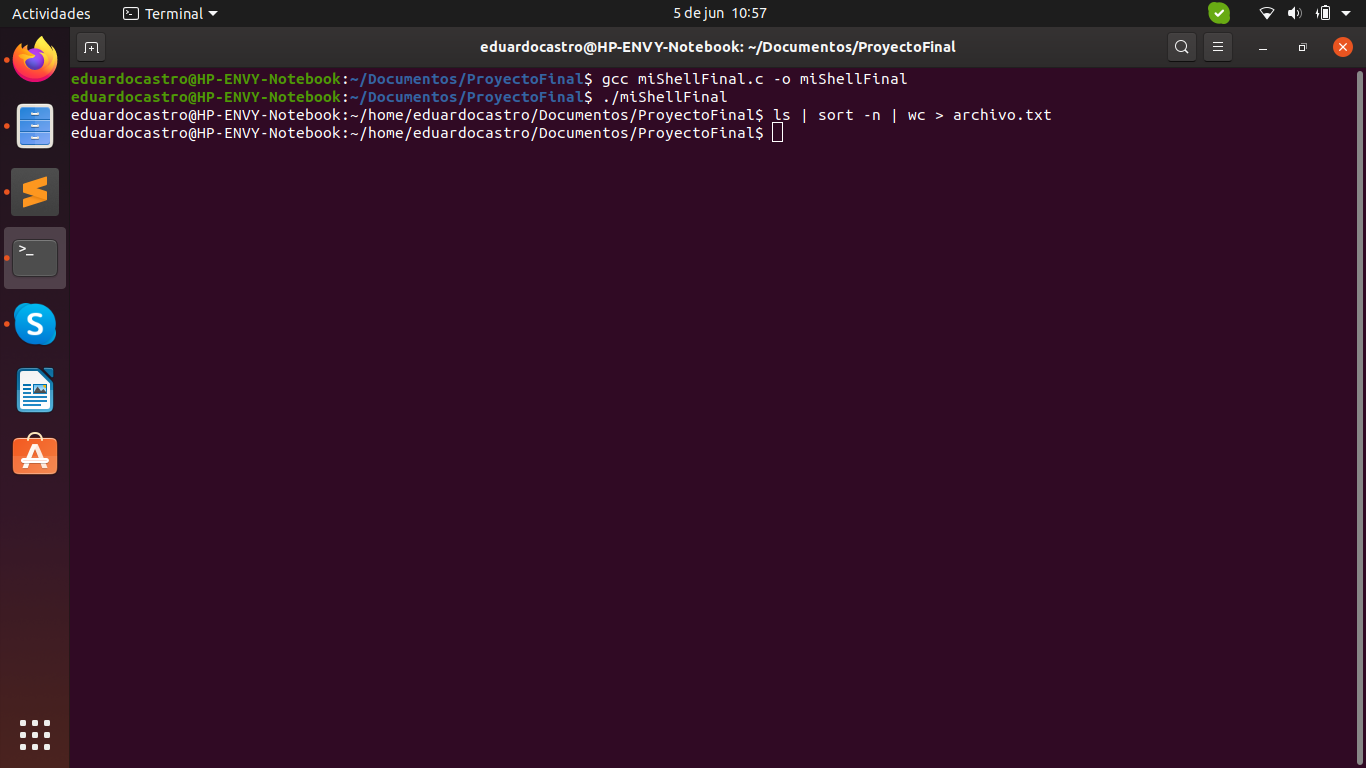 Actividades Terminal 5 de jun 10:57
eduardocastro@HP-ENVY-Notebook: ~/Documentos/ProyectoFinal
eduardocastro@HP-ENVY-Notebook:~/Documentos/ProyectoFinal$ gcc miShellFinal.c -o miShellFinal
eduardocastro@HP-ENVY-Notebook:~/Documentos/ProyectoFinal$ ./miShellFinal
eduardocastro@HP-ENVY-Notebook:~/home/eduardocastro/Documentos/ProyectoFinal$ ls | sort -n | wc > archivo.txt
eduardocastro@HP-ENVY-Notebook:~/home/eduardocastro/Documentos/ProyectoFinal$